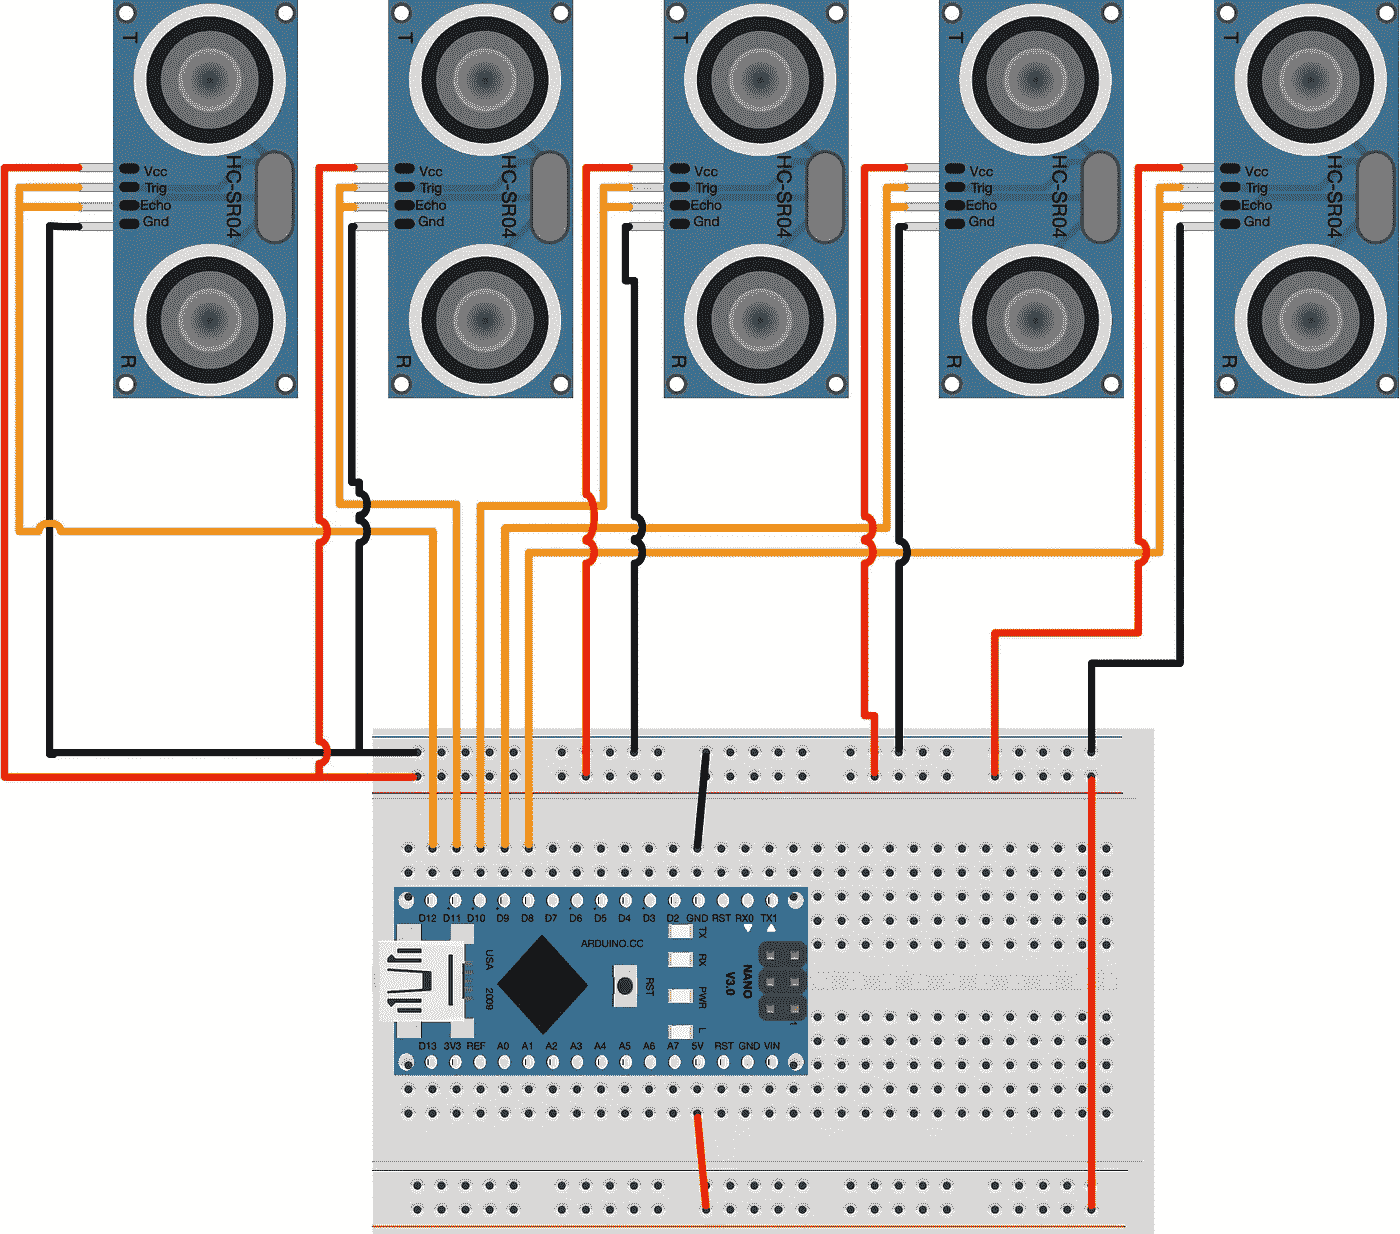 T
Vcc
Trig
Echo
Gnd
HC-SR04
R
T
Vcc
Trig
Echo
Gnd
HC-SR04
R
T
Vcc
Trig
Echo
Gnd
HC-SR04
R
T
Vcc
Trig
Echo
Gnd
HC-SR04
R
T
Vcc
Trig
Echo
Gnd
HC-SR04
R
D12 D11 D10 D9 D8 D7 D6 D5 D4 D3 D2 GND RST RX0 TX1
ARDUINO.CC
TX
RX
PWR
L
USA
2009
RST
NANO
V3.0
1
D13 3V3 REF A0 A1 A2 A3 A4 A5 A6 A7 5V RST GND VIN